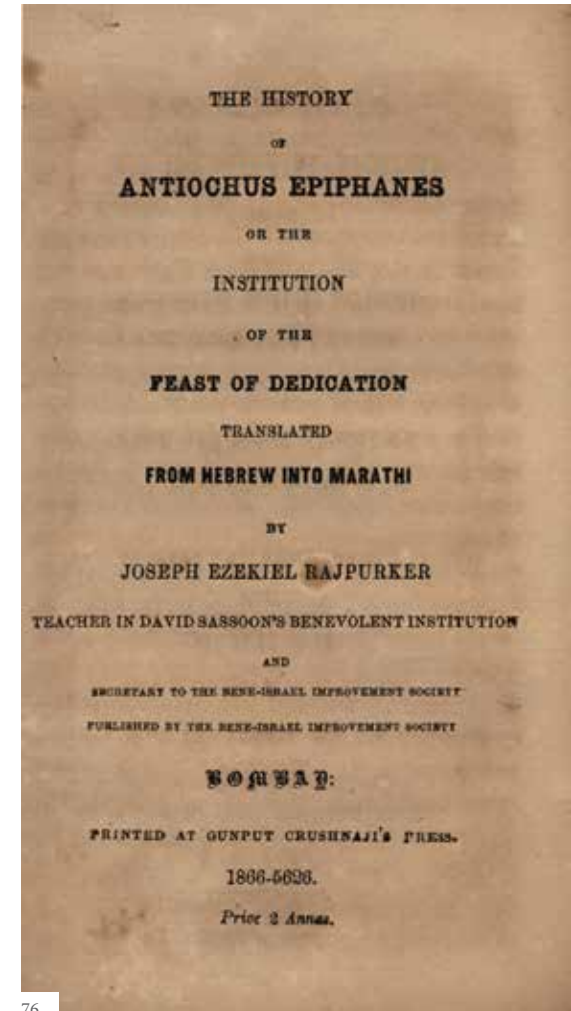 THE HISTORY
OF
ANTIOCHUS EPIPHANES
OR THE
INSTITUTION
OF THE
FEAST OF DEDICATION
TRANSLATED
FROM HEBREW INTO MARATHI
BY
JOSEPH EZEKIEL RAJPURKER
TEACHER IN DAVID SASSOON'S BENEVOLENT INSTITUTION
AND
SECRETARY TO THE BENE-ISRAEL IMPROVEMENT SOCIETY
PUBLISHED BY THE BENE-ISRAEL IMPROVEMENT SOCIETY
BOMBAY:
PRINTED AT GUNPUT CRUSHNAJI'S PRESS.
1866-5626.
Price 2 Annas.
76